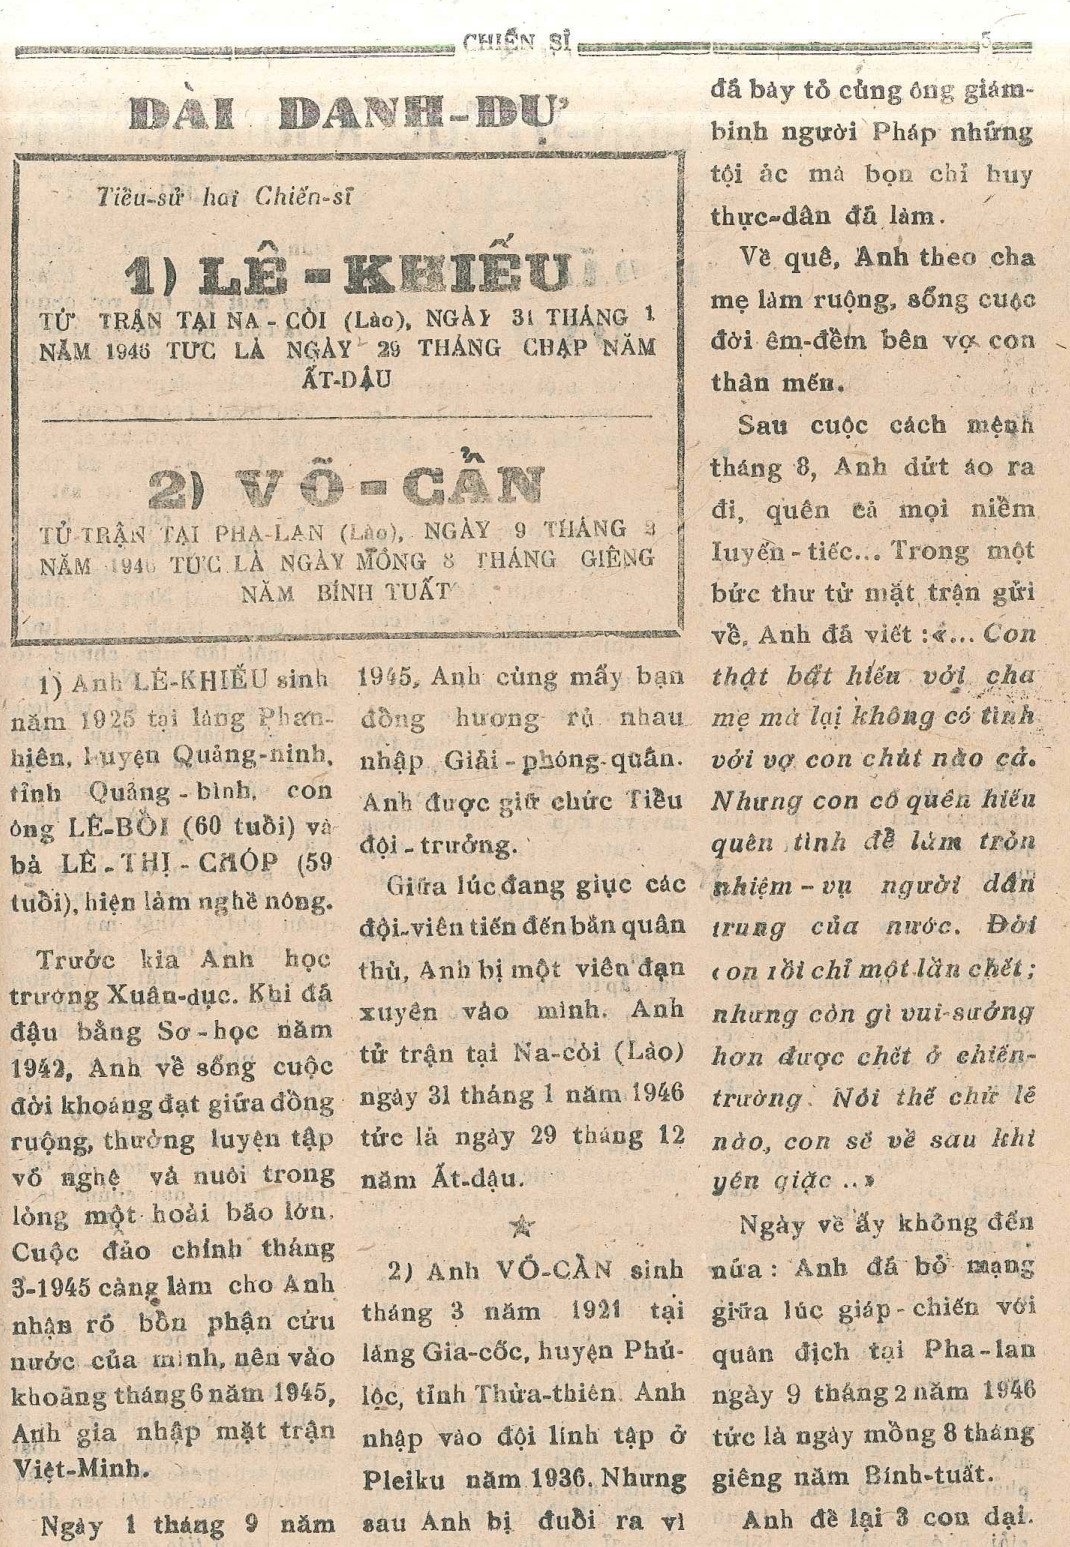 CHIẾN SĨ 5
ĐÀI DANH-DỰ
Tiều-sử hai Chiến-sĩ
1) LÊ-KHIẾU
TỬ TRẬN TẠI NA-CÒI (Lào), NGÀY 31 THÁNG 1
NĂM 1946 TỨC LÀ NGÀY 29 THÁNG CHẠP NĂM
ẤT-DẬU
2) VÕ-CẦN
TỬ TRẬN TẠI PHA-LAN (Lào), NGÀY 9 THÁNG
NĂM 1946 TỨC LÀ NGÀY MỒNG 8 THÁNG GIÊNG
NĂM BÍNH TUẤT
1) Anh LÊ-KHIẾU sinh
năm 1925 tại làng Phan-
hiên, huyện Quảng-ninh,
tỉnh Quảng-bình, con
ông LÊ-BỒI (60 tuổi) và
bà LÊ-THỊ-CHÓP (59
tuổi), hiện làm nghề nông.
Trước kia Anh học
trường Xuân-dục. Khi đã
đậu bằng Sơ-học năm
1942, Anh về sống cuộc
đời khoáng đạt giữa đồng
ruộng, thường luyện tập
võ nghệ và nuôi trong
lòng một hoài bão lớn.
Cuộc đảo chính tháng
3-1945 càng làm cho Anh
nhận rõ bồn phận cứu
nước của mình, nên vào
khoảng tháng 6 năm 1945,
Anh gia nhập mặt trận
Việt-Minh.
Ngày 1 tháng 9 năm
1945, Anh cùng mấy bạn
đồng hương rủ nhau
nhập Giải-phóng-quân.
Anh được giữ chức Tiều
đội-trưởng.
Giữa lúc đang giục các
đội-viên tiến đến bắn quân
thù, Anh bị một viên đạn
xuyên vào mình. Anh
tử trận tại Na-còi (Lào)
ngày 31 tháng 1 năm 1946
tức là ngày 29 tháng 12
năm Ất-dậu.
2) Anh VÕ-CẦN sinh
tháng 3 năm 1921 tại
làng Gia-cốc, huyện Phú-
lộc, tỉnh Thừa-thiên. Anh
nhập vào đội lính tập ở
Pleiku năm 1936. Nhưng
sau Anh bị đuổi ra vì
đã bày tỏ cùng ông giám-
binh người Pháp những
tội ác mà bọn chỉ huy
thực-dân đã làm.
Về quê, Anh theo cha
mẹ làm ruộng, sống cuộc
đời êm-đềm bên vợ con
thân mến.
Sau cuộc cách mệnh
tháng 8, Anh dứt áo ra
đi, quên cả mọi niềm
luyến-tiếc... Trong một
bức thư từ mặt trận gửi
về, Anh đã viết : «... Con
thật bất hiếu với cha
mẹ mà lại không có tình
với vợ con chút nào cả.
Nhưng con có quên hiếu
quên tình đề làm tròn
nhiệm-vụ người dân
trung của nước. Đời
con rồi chỉ một lần chết ;
nhưng còn gì vui-sướng
hơn được chết ở chiến-
trường. Nói thế chứ lẽ
nào, con sẽ về sau khi
yên giặc...»
Ngày về ấy không đến
nữa : Anh đã bỏ mạng
giữa lúc giáp-chiến với
quân địch tại Pha-lan
ngày 9 tháng 2 năm 1946
tức là ngày mồng 8 tháng
giêng năm Bính-tuất.
Anh đề lại 3 con dại.